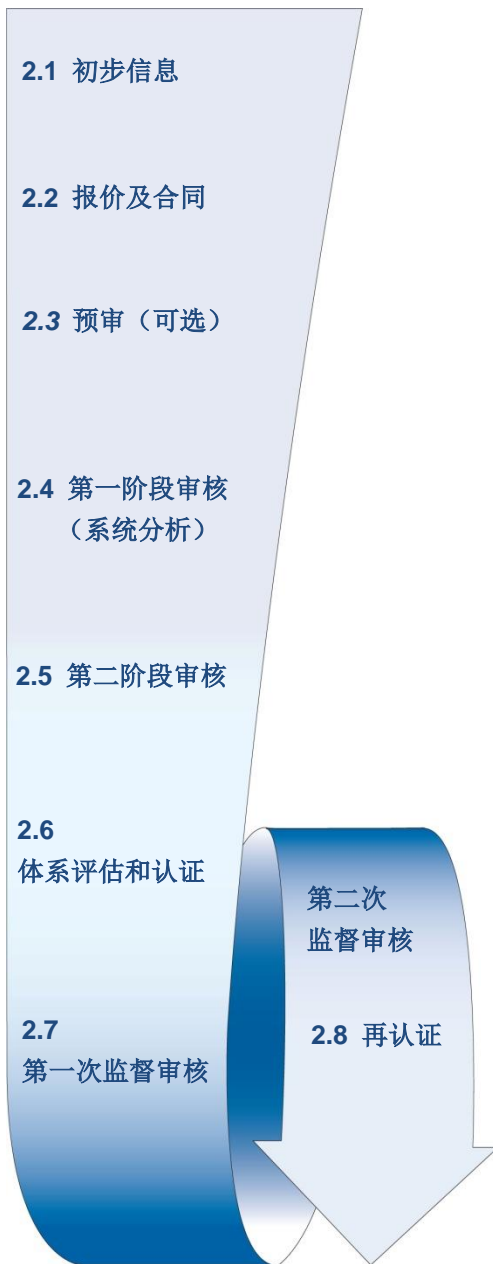 2.1 初步信息
2.2 报价及合同
2.3 预审（可选）
2.4 第一阶段审核
（系统分析）
2.5 第二阶段审核
2.6
体系评估和认证
2.7
第一次监督审核
第二次
监督审核
2.8 再认证